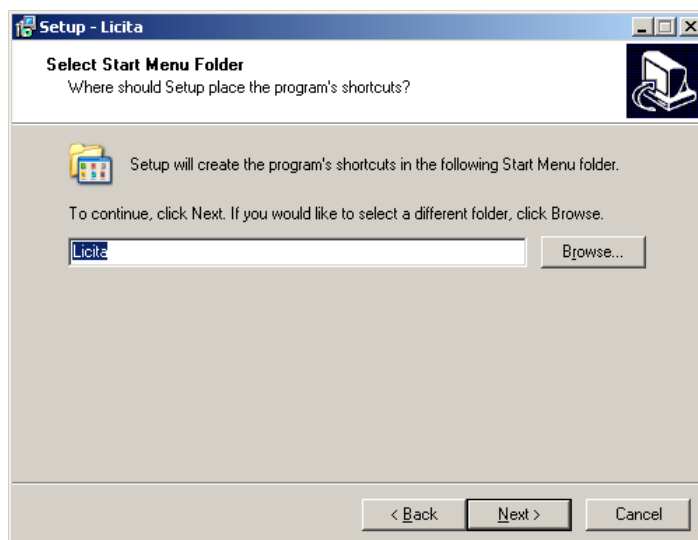 Setup - Licita
Select Start Menu Folder
Where should Setup place the program's shortcuts?
Setup will create the program's shortcuts in the following Start Menu folder.
To continue, click Next. If you would like to select a different folder, click Browse.
Licita
Browse...
< Back
Next >
Cancel